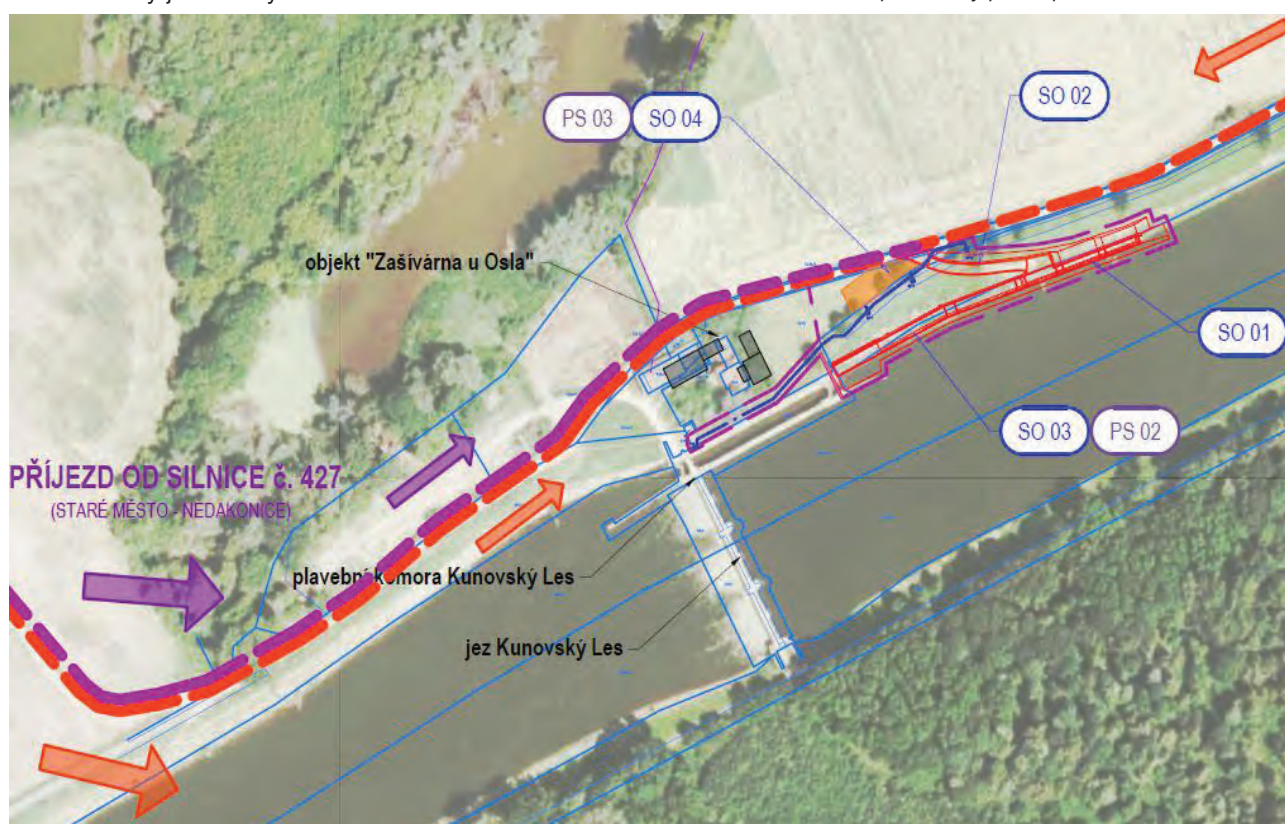 SO 02
PS 03 SO 04
objekt "Zašívárna u Osla"
SO 01
SO 03 PS 02
PŘÍJEZD OD SILNICE č. 427
(STARÉ MĚSTO - NEDAKONICE)
plavební komora Kunovský Les
jez Kunovský Les